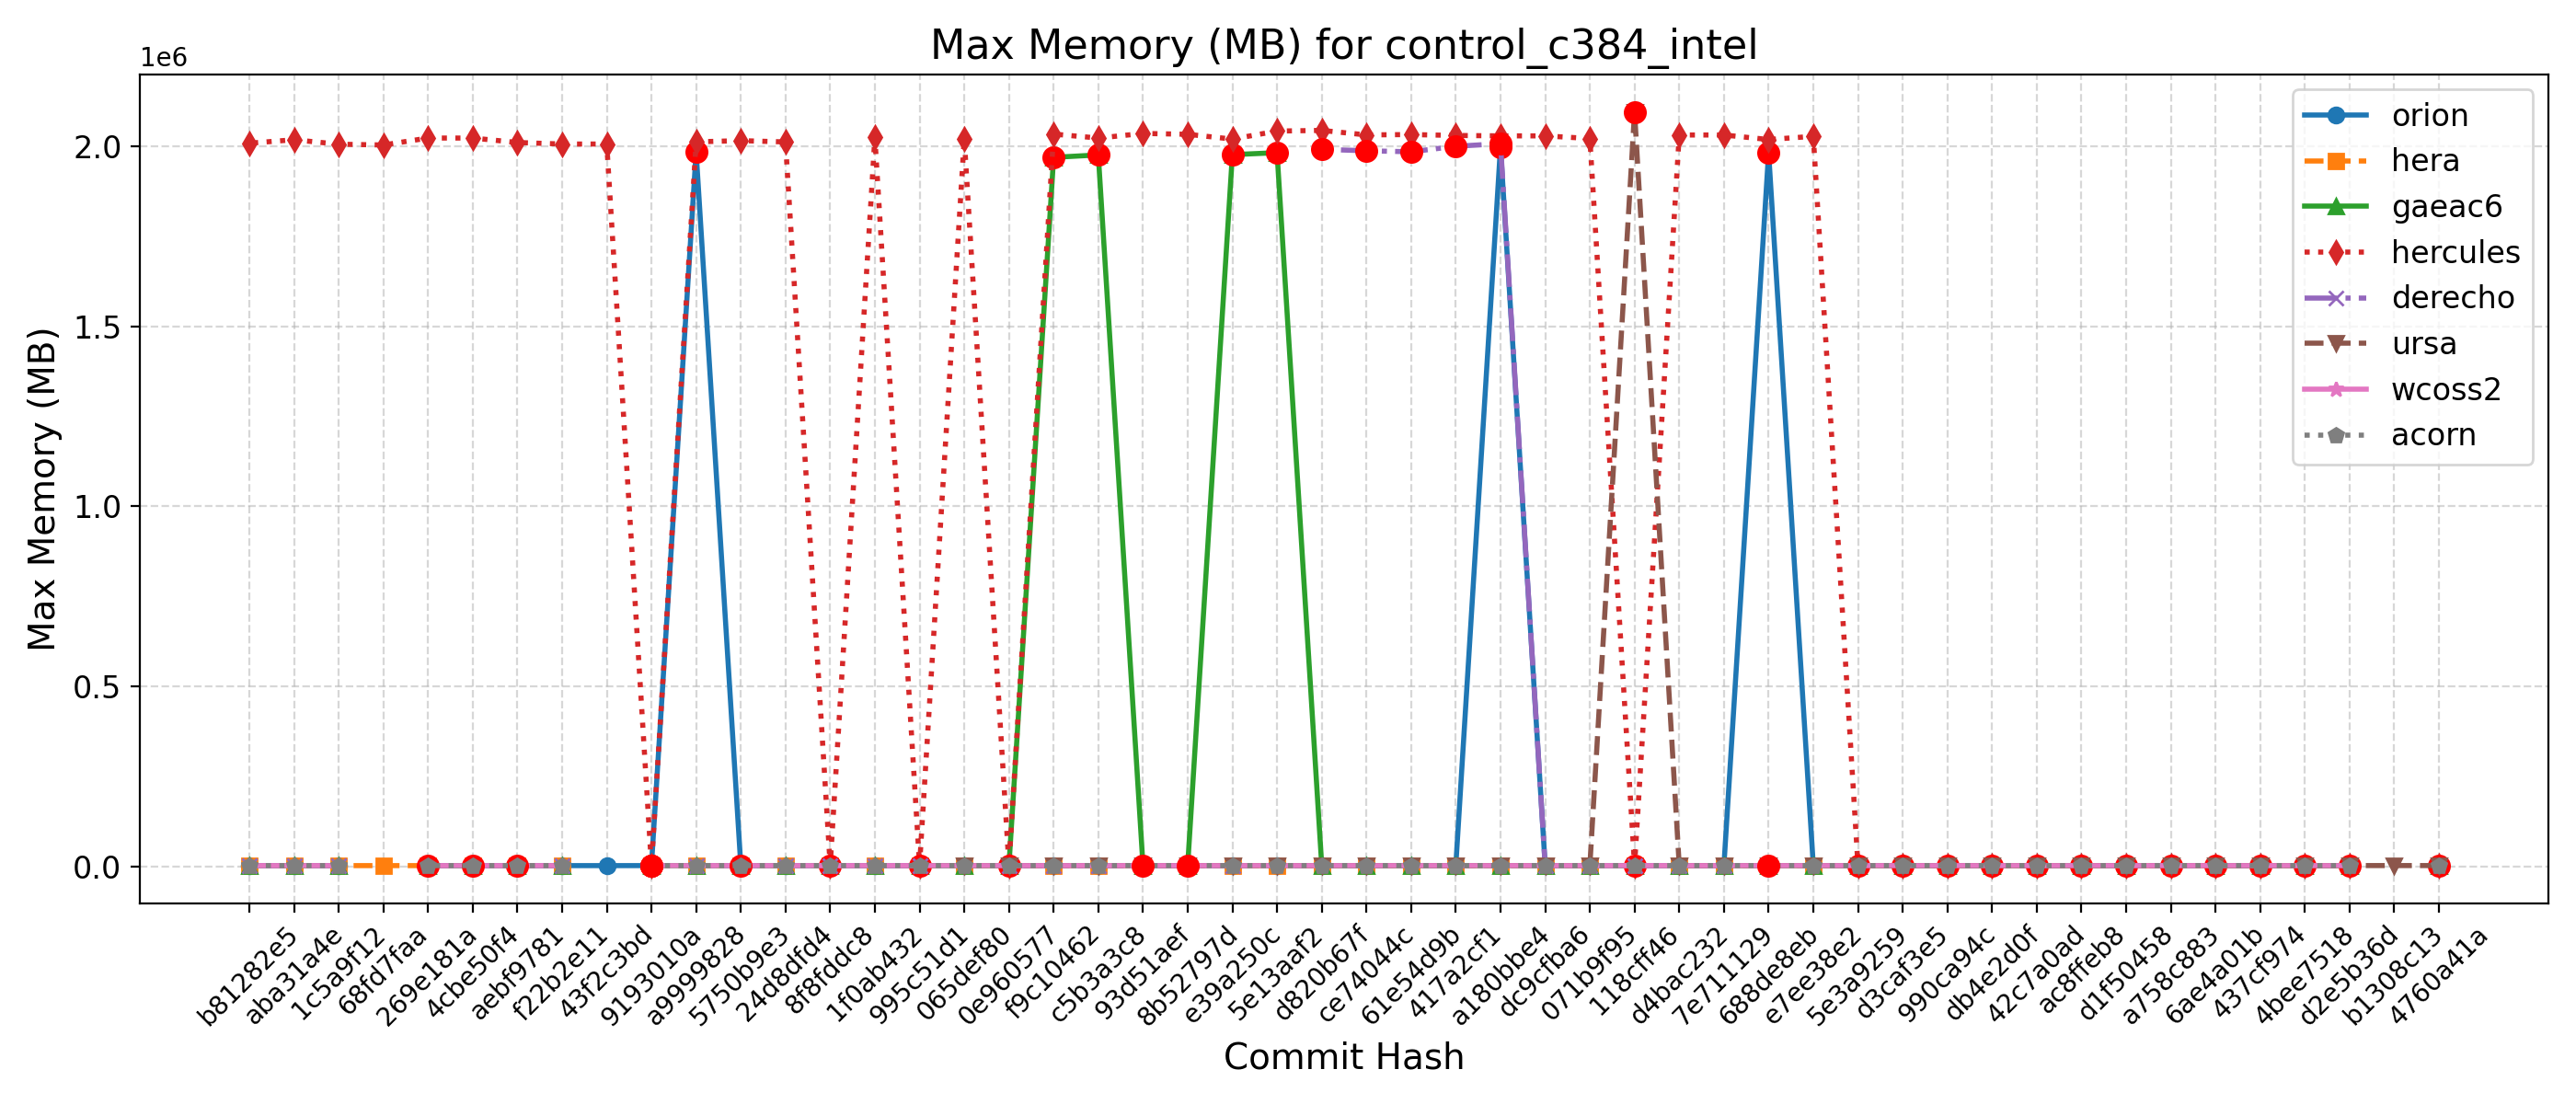 Max Memory (MB) for control_c384_intel
1e6
Max Memory (MB)
2.0
1.5
1.0
0.5
0.0
orion
hera
gaeac6
hercules
derecho
ursa
wcoss2
acorn
b81282e5
aba31a4e
1c5a9f12
68fd7faa
269e181a
4cbe50f4
aebf9781
f22b2e11
43f2c3bd
9193010a
a9999828
5750b9e3
24d8dfd4
8f8fddc8
1f0ab432
995c51d1
065def80
0e960577
f9c10462
c5b3a3c8
93d51aef
8b52797d
e39a250c
5e13aaf2
d820b67f
ce74044c
61e54d9b
417a2cf1
a180bbe4
dc9cfba6
071b9f95
118cff46
d4bac232
7e711129
688de8eb
e7ee38e2
5e3a9259
d3caf3e5
990ca94c
db4e2d0f
42c7a0ad
ac8ffeb8
d1f50458
a758c883
6ae4a01b
437cf974
4bee7518
d2e5b36d
b1308c13
4760a41a
Commit Hash